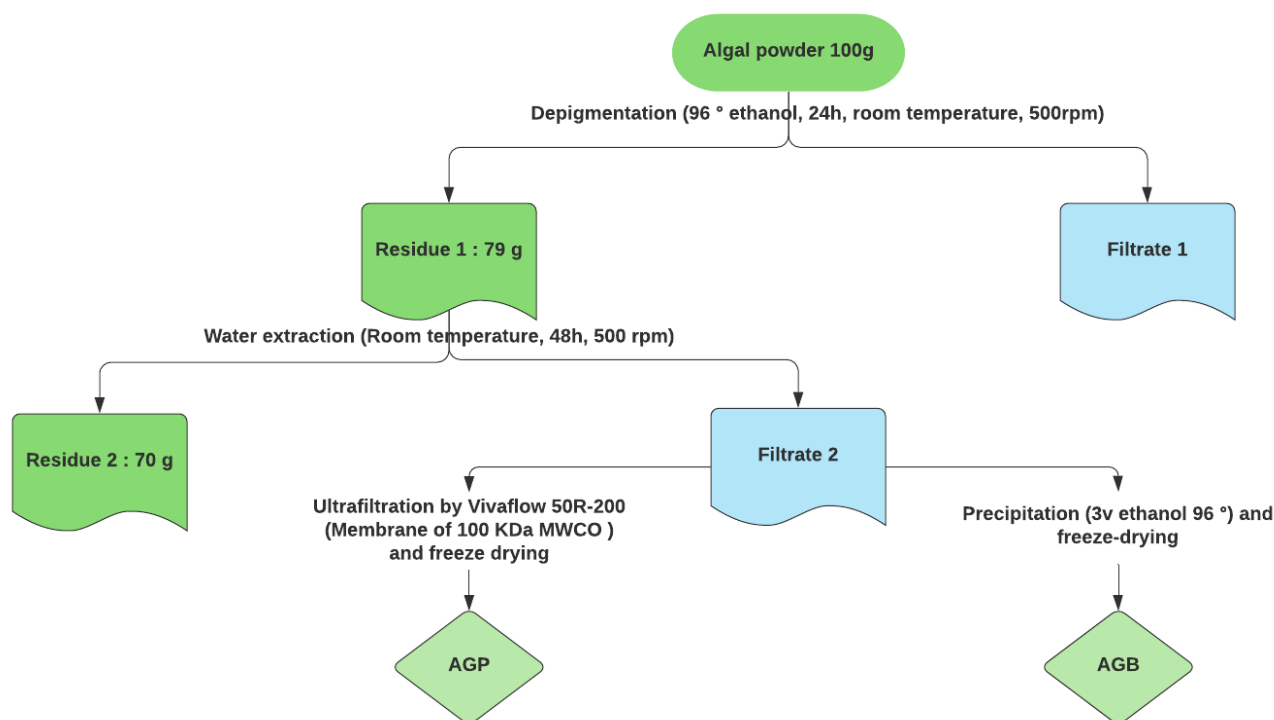 Algal powder 100g
Depigmentation (96 ° ethanol, 24h, room temperature, 500rpm)
Residue 1 : 79 g
Filtrate 1
Water extraction (Room temperature, 48h, 500 rpm)
Residue 2 : 70 g
Filtrate 2
Ultrafiltration by Vivaflow 50R-200
(Membrane of 100 KDa MWCO )
and freeze drying
Precipitation (3v ethanol 96 °) and
freeze-drying
AGP
AGB